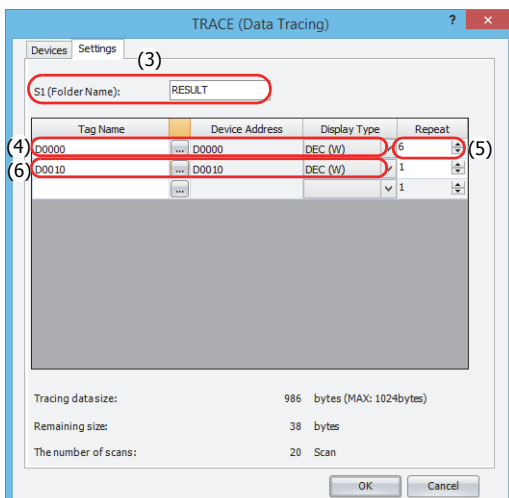 TRACE (Data Tracing) ? ×
Devices Settings
(3)
S1(Folder Name): RESULT
Tag Name Device Address Display Type Repeat
(4) D0000 ... D0000 DEC (W) 6 (5)
(6) D0010 ... D0010 DEC (W) 1
... 1
Tracing datasize: 986 bytes (MAX: 1024bytes)
Remaining size: 38 bytes
The number of scans: 20 Scan
OK Cancel